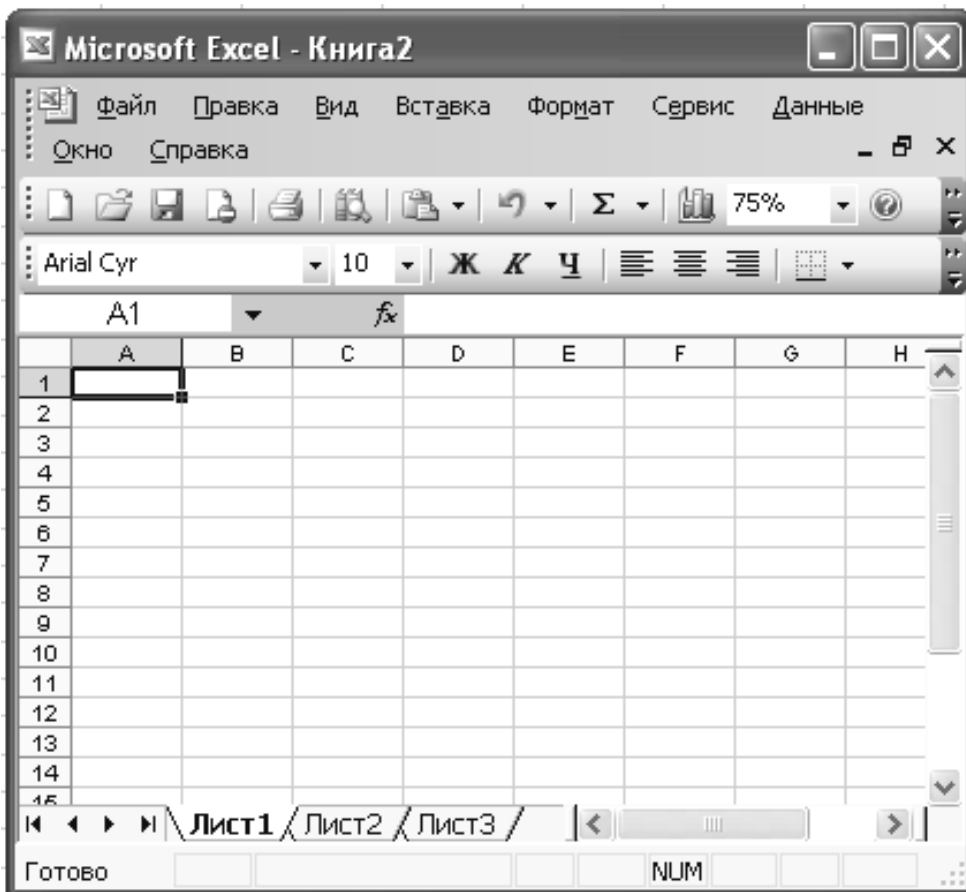 Microsoft Excel - Книга2
Файл Правка Вид Вставка Формат Сервис Данные
Окно Справка
Σ 75%
Arial Cyr 10 Ж К Ч
A1 fx
A B C D E F G H
1
2
3
4
5
6
7
8
9
10
11
12
13
14
15
Лист1 Лист2 Лист3
Готово NUM